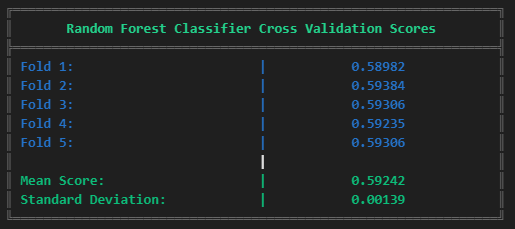 Random Forest Classifier Cross Validation Scores
Fold 1: | 0.58982
Fold 2: | 0.59384
Fold 3: | 0.59306
Fold 4: | 0.59235
Fold 5: | 0.59306
|
Mean Score: | 0.59242
Standard Deviation: | 0.00139